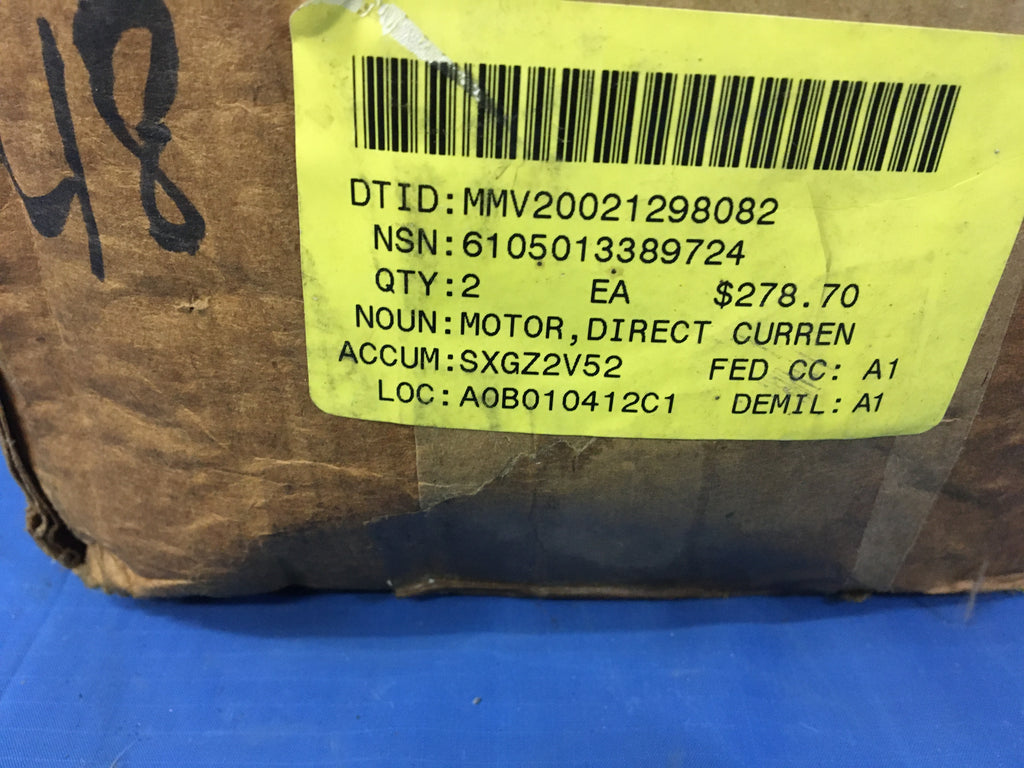 48
DTID:MMV20021298082
NSN:6105013389724
QTY:2 EA $278.70
NOUN:MOTOR,DIRECT CURREN
ACCUM:SXGZ2V52 FED CC: A1
LOC:A0B010412C1 DEMIL:A1